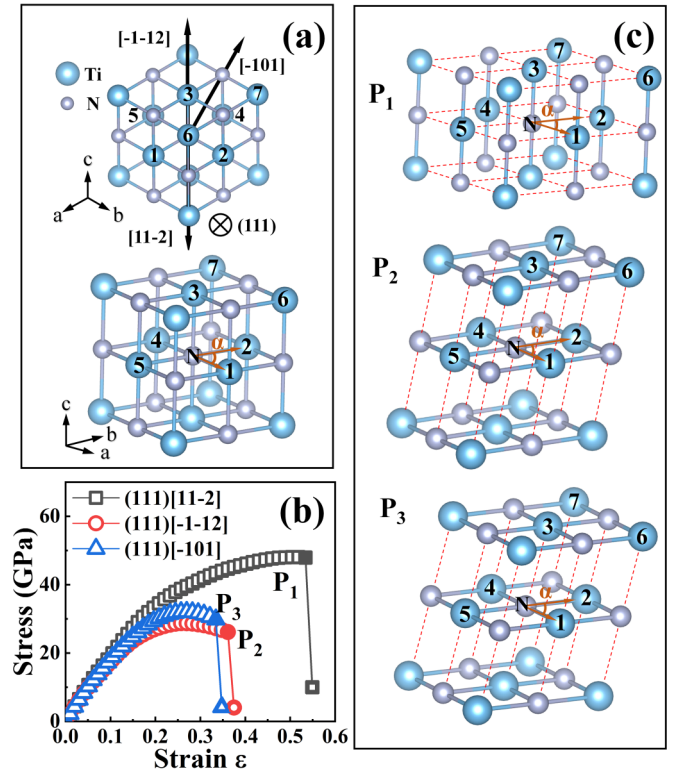 (a)
[-1-12]
[-101]
Ti
N
3
7
5
4
6
1
2
c
a
b
[11-2]
(111)
7
3
6
4
2
α
N
5
1
c
b
a
(b)
(111)[11-2]
(111)[-1-12]
(111)[-101]
P1
P3
P2
Stress (GPa)
60
40
20
0
0.0 0.1 0.2 0.3 0.4 0.5 0.6
Strain ε
(c)
P1
7
3
6
4
α
2
N
5
1
P2
7
3
6
4
α
2
N
5
1
P3
7
3
6
4
α
2
N
5
1